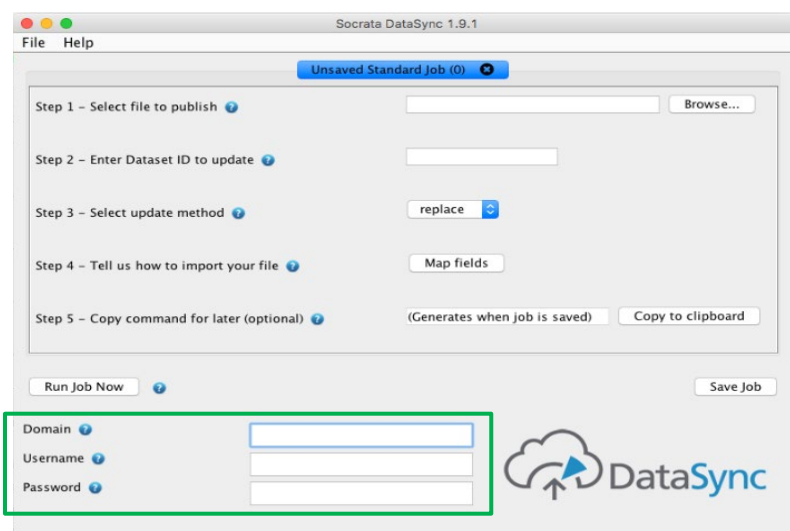 Socrata DataSync 1.9.1
File Help
Unsaved Standard Job (0)
Step 1 – Select file to publish ? Browse...
Step 2 – Enter Dataset ID to update ?
Step 3 – Select update method ? replace
Step 4 – Tell us how to import your file ? Map fields
Step 5 – Copy command for later (optional) ? (Generates when job is saved) Copy to clipboard
Run Job Now ? Save Job
Domain ?
Username ?
Password ?
DataSync